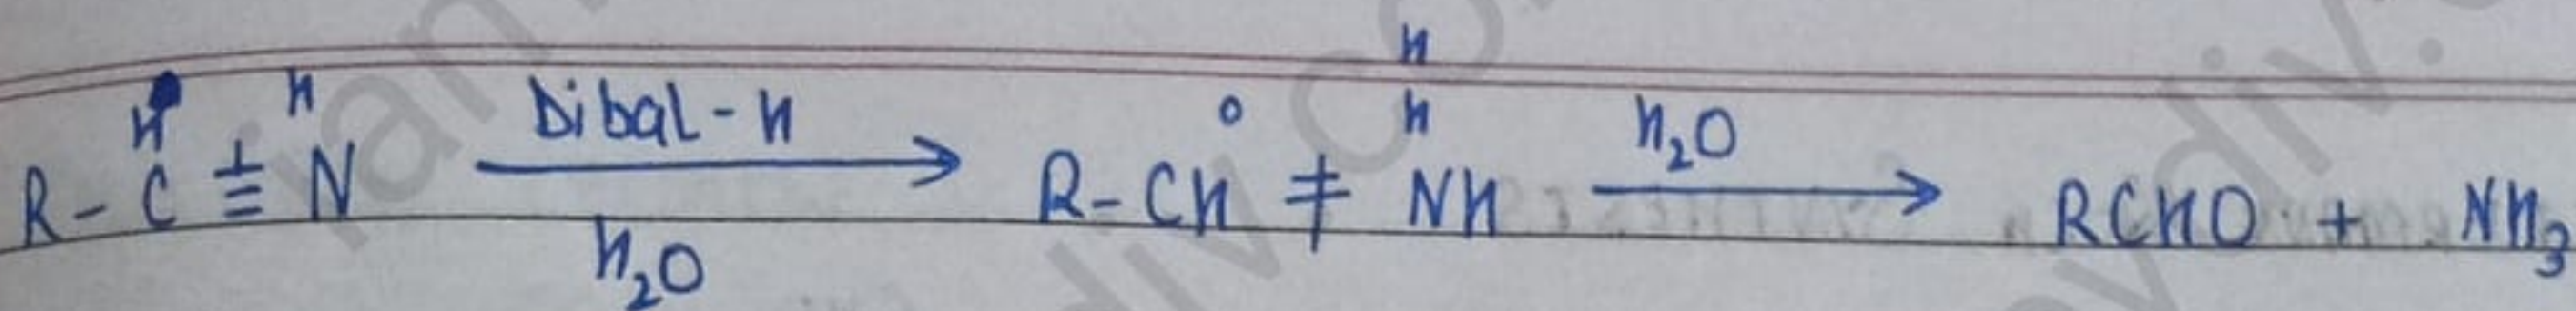 H H Dibal-H O H H H₂O
R-C≡N → R-CH=NH → RCHO + NH₃
H₂O